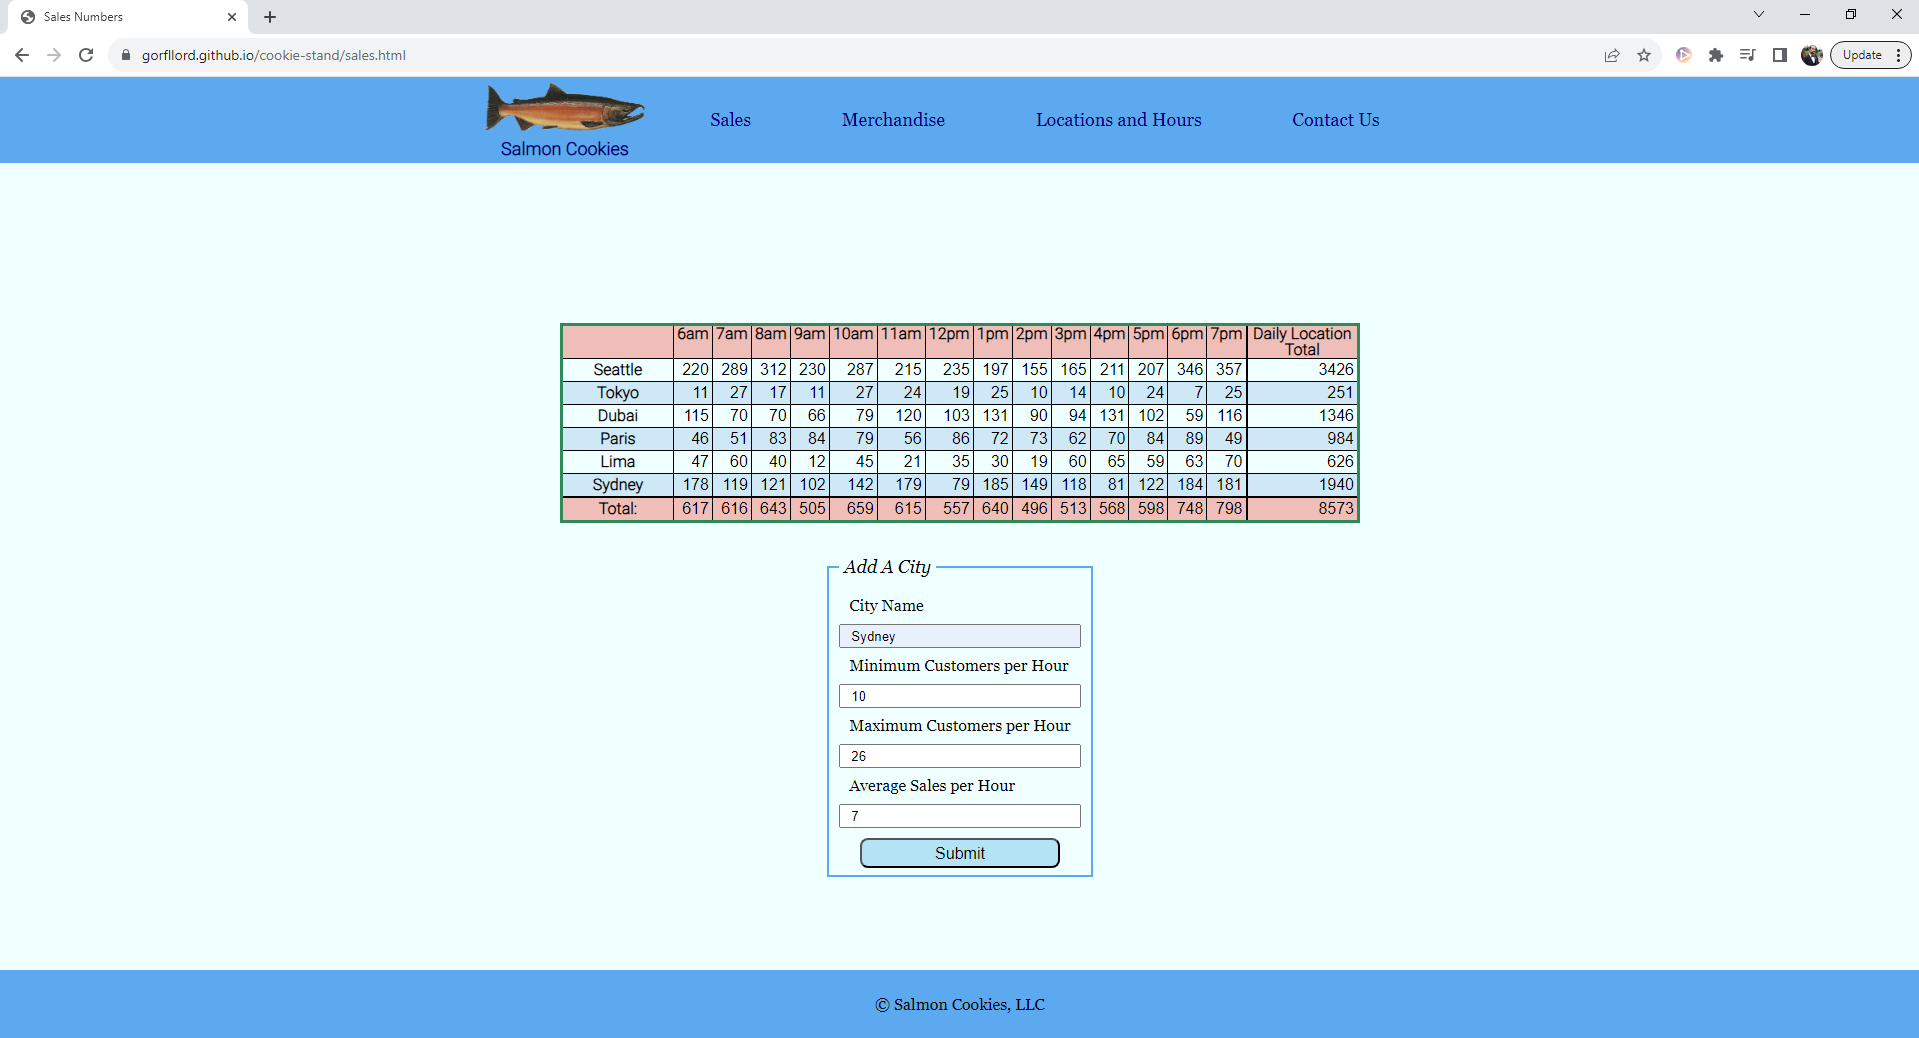 Sales Numbers
gorfllord.github.io/cookie-stand/sales.html
Update
Salmon Cookies
Sales Merchandise Locations and Hours Contact Us
6am 7am 8am 9am 10am 11am 12pm 1pm 2pm 3pm 4pm 5pm 6pm 7pm Daily Location
Total
Seattle 220 289 312 230 287 215 235 197 155 165 211 207 346 357 3426
Tokyo 11 27 17 11 27 24 19 25 10 14 10 24 7 25 251
Dubai 115 70 70 66 79 120 103 131 90 94 131 102 59 116 1346
Paris 46 51 83 84 79 56 86 72 73 62 70 84 89 49 984
Lima 47 60 40 12 45 21 35 30 19 60 65 59 63 70 626
Sydney 178 119 121 102 142 179 79 185 149 118 81 122 184 181 1940
Total: 617 616 643 505 659 615 557 640 496 513 568 598 748 798 8573
Add A City
City Name
Sydney
Minimum Customers per Hour
10
Maximum Customers per Hour
26
Average Sales per Hour
7
Submit
© Salmon Cookies, LLC